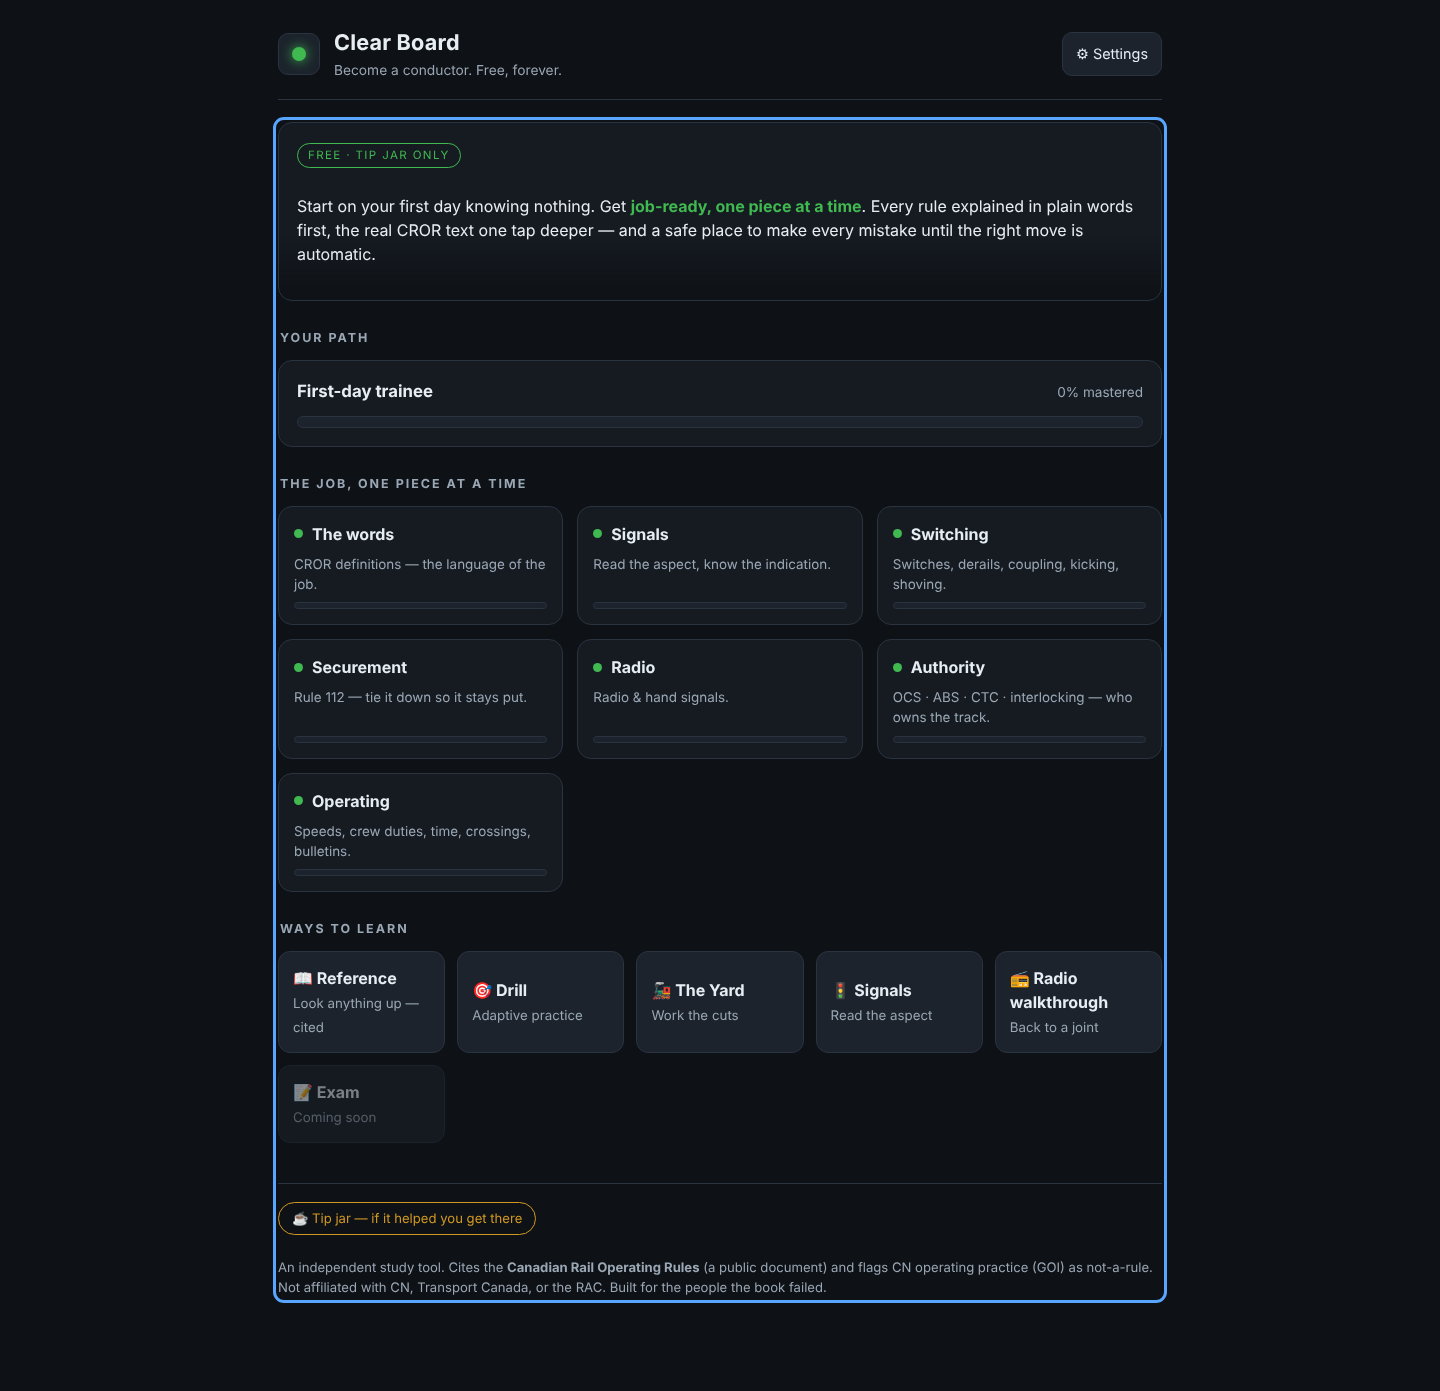 Clear Board
Become a conductor. Free, forever.
⚙ Settings
FREE · TIP JAR ONLY
Start on your first day knowing nothing. Get job-ready, one piece at a time. Every rule explained in plain words
first, the real CROR text one tap deeper — and a safe place to make every mistake until the right move is
automatic.
YOUR PATH
First-day trainee
0% mastered
THE JOB, ONE PIECE AT A TIME
The words
CROR definitions — the language of the
job.
Signals
Read the aspect, know the indication.
Switching
Switches, derails, coupling, kicking,
shoving.
Securement
Rule 112 — tie it down so it stays put.
Radio
Radio & hand signals.
Authority
OCS · ABS · CTC · interlocking — who
owns the track.
Operating
Speeds, crew duties, time, crossings,
bulletins.
WAYS TO LEARN
📖 Reference
Look anything up —
cited
🎯 Drill
Adaptive practice
🚂 The Yard
Work the cuts
🚦 Signals
Read the aspect
📻 Radio
walkthrough
Back to a joint
📝 Exam
Coming soon
☕ Tip jar — if it helped you get there
An independent study tool. Cites the Canadian Rail Operating Rules (a public document) and flags CN operating practice (GOI) as not-a-rule.
Not affiliated with CN, Transport Canada, or the RAC. Built for the people the book failed.